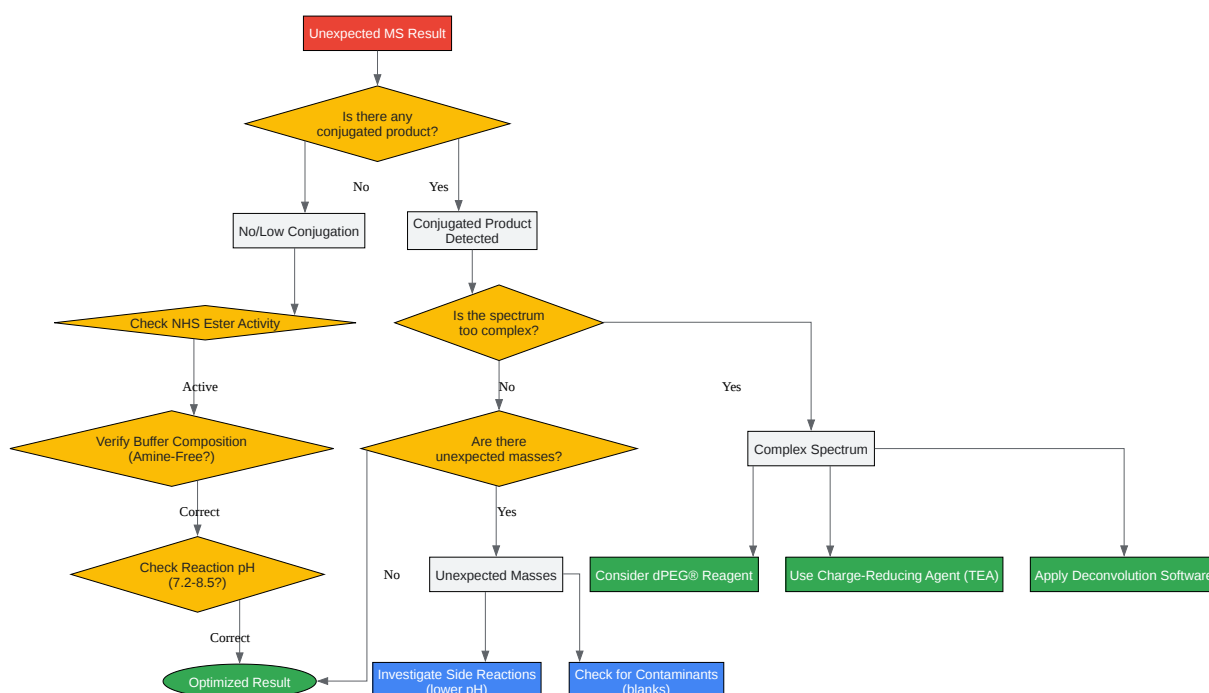 Unexpected MS Result
Is there any
conjugated product?
No
Yes
No/Low Conjugation
Conjugated Product
Detected
Check NHS Ester Activity
Is the spectrum
too complex?
Active
No
Yes
Verify Buffer Composition
(Amine-Free?)
Are there
unexpected masses?
Complex Spectrum
Correct
Yes
Check Reaction pH
(7.2-8.5?)
No
Unexpected Masses
Consider dPEG® Reagent
Use Charge-Reducing Agent (TEA)
Apply Deconvolution Software
Correct
Optimized Result
Investigate Side Reactions
(lower pH)
Check for Contaminants
(blanks)